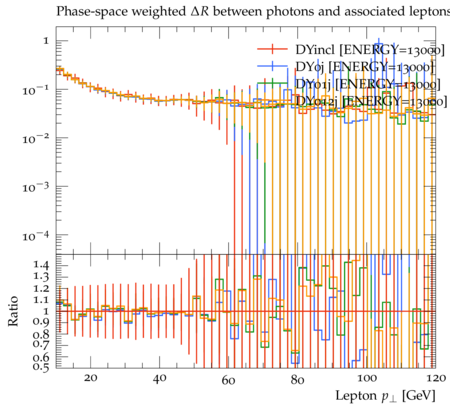 Phase-space weighted ΔR between photons and associated leptons
1
10⁻¹
10⁻²
10⁻³
10⁻⁴
DYincl [ENERGY=13000]
DY0j [ENERGY=13000]
DY01j [ENERGY=13000]
DY012j [ENERGY=13000]
Ratio
1.4
1.3
1.2
1.1
1
0.9
0.8
0.7
0.6
0.5
20 40 60 80 100 120
Lepton p⊥ [GeV]